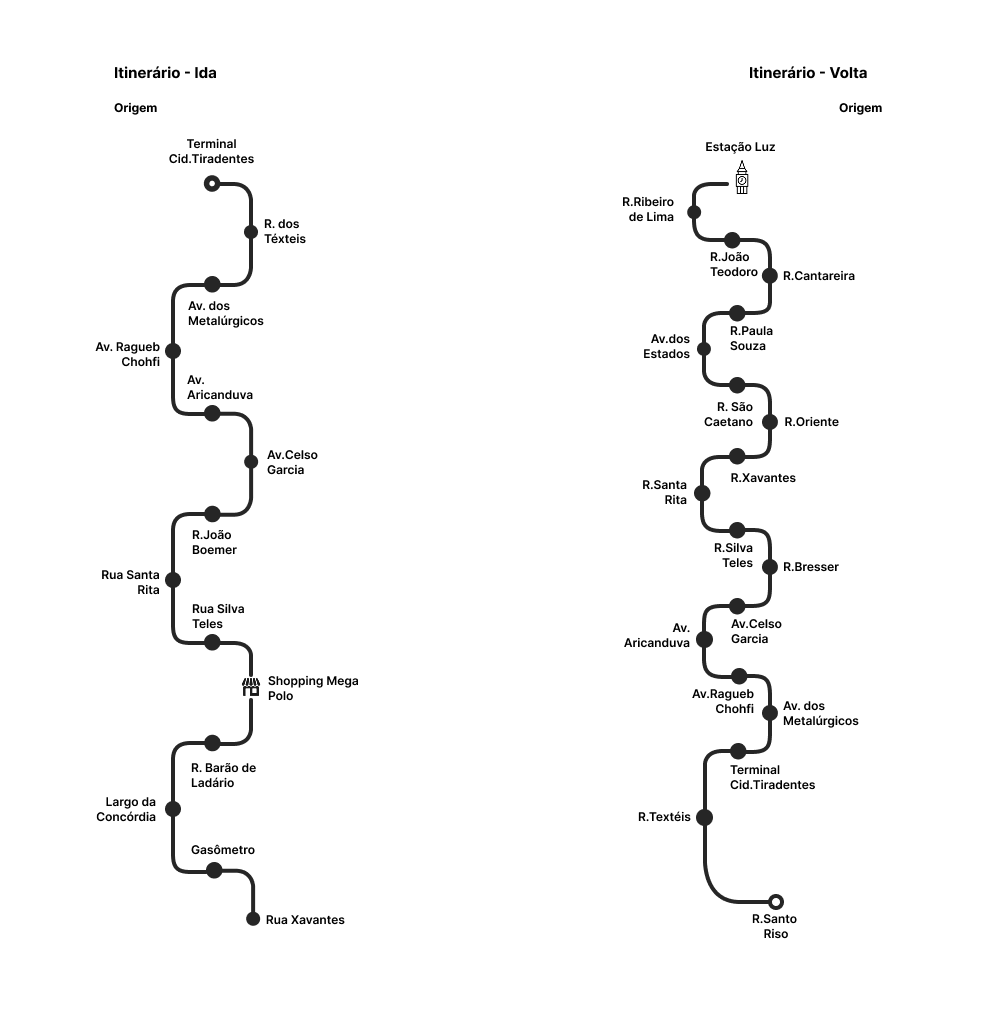 Itinerário - Ida
Origem
Terminal
Cid.Tiradentes
R. dos
Téxteis
Av. dos
Metalúrgicos
Av. Ragueb
Chohfi
Av.
Aricanduva
Av.Celso
Garcia
R.João
Boemer
Rua Santa
Rita
Rua Silva
Teles
Shopping Mega
Polo
R. Barão de
Ladário
Largo da
Concórdia
Gasômetro
Rua Xavantes
Itinerário - Volta
Origem
Estação Luz
R.Ribeiro
de Lima
R.João
Teodoro
R.Cantareira
R.Paula
Souza
Av.dos
Estados
R. São
Caetano
R.Oriente
R.Xavantes
R.Santa
Rita
R.Silva
Teles
R.Bresser
Av.Celso
Garcia
Av.
Aricanduva
Av.Ragueb
Chohfi
Av. dos
Metalúrgicos
Terminal
Cid.Tiradentes
R.Textéis
R.Santo
Riso